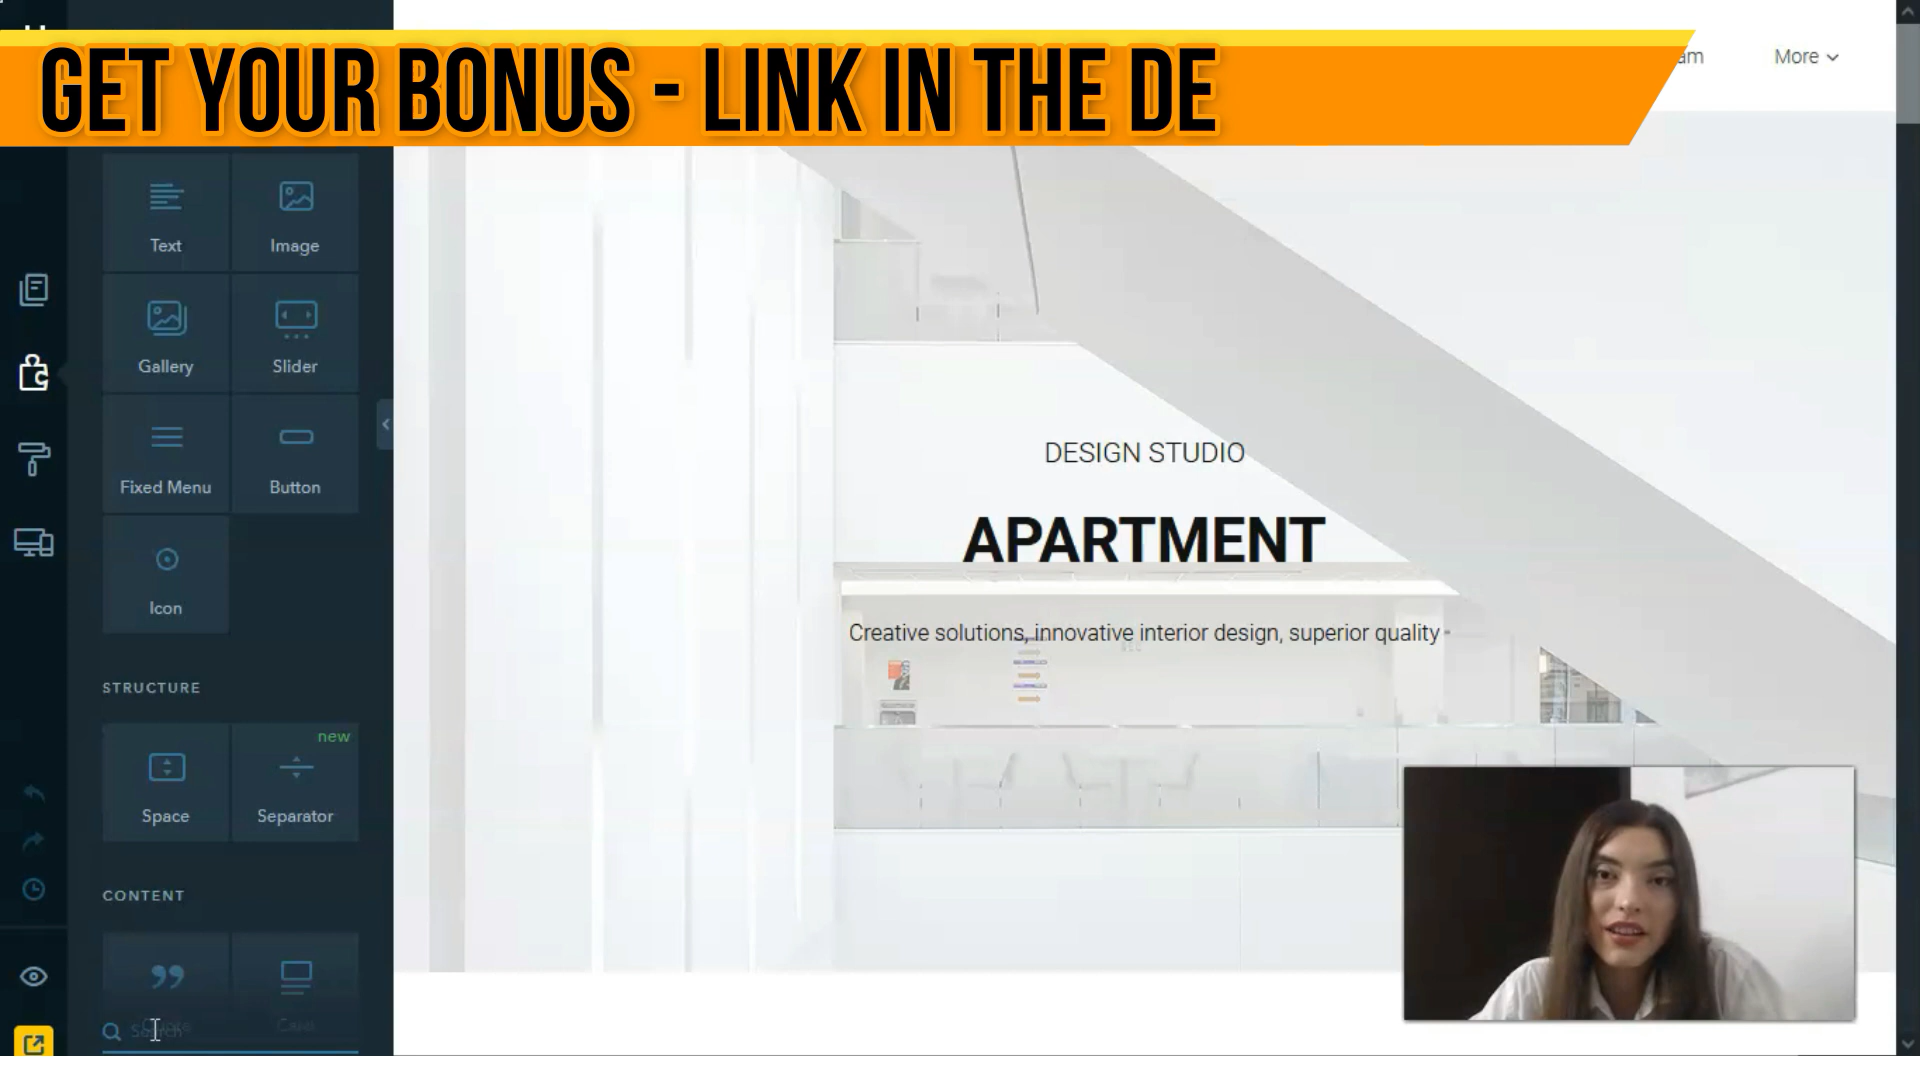 GET YOUR BONUS - LINK IN THE DE
More
Text
Image
Gallery
Slider
Fixed Menu
Button
Icon
DESIGN STUDIO
APARTMENT
Creative solutions, innovative interior design, superior quality
STRUCTURE
new
Space
Separator
CONTENT
Search